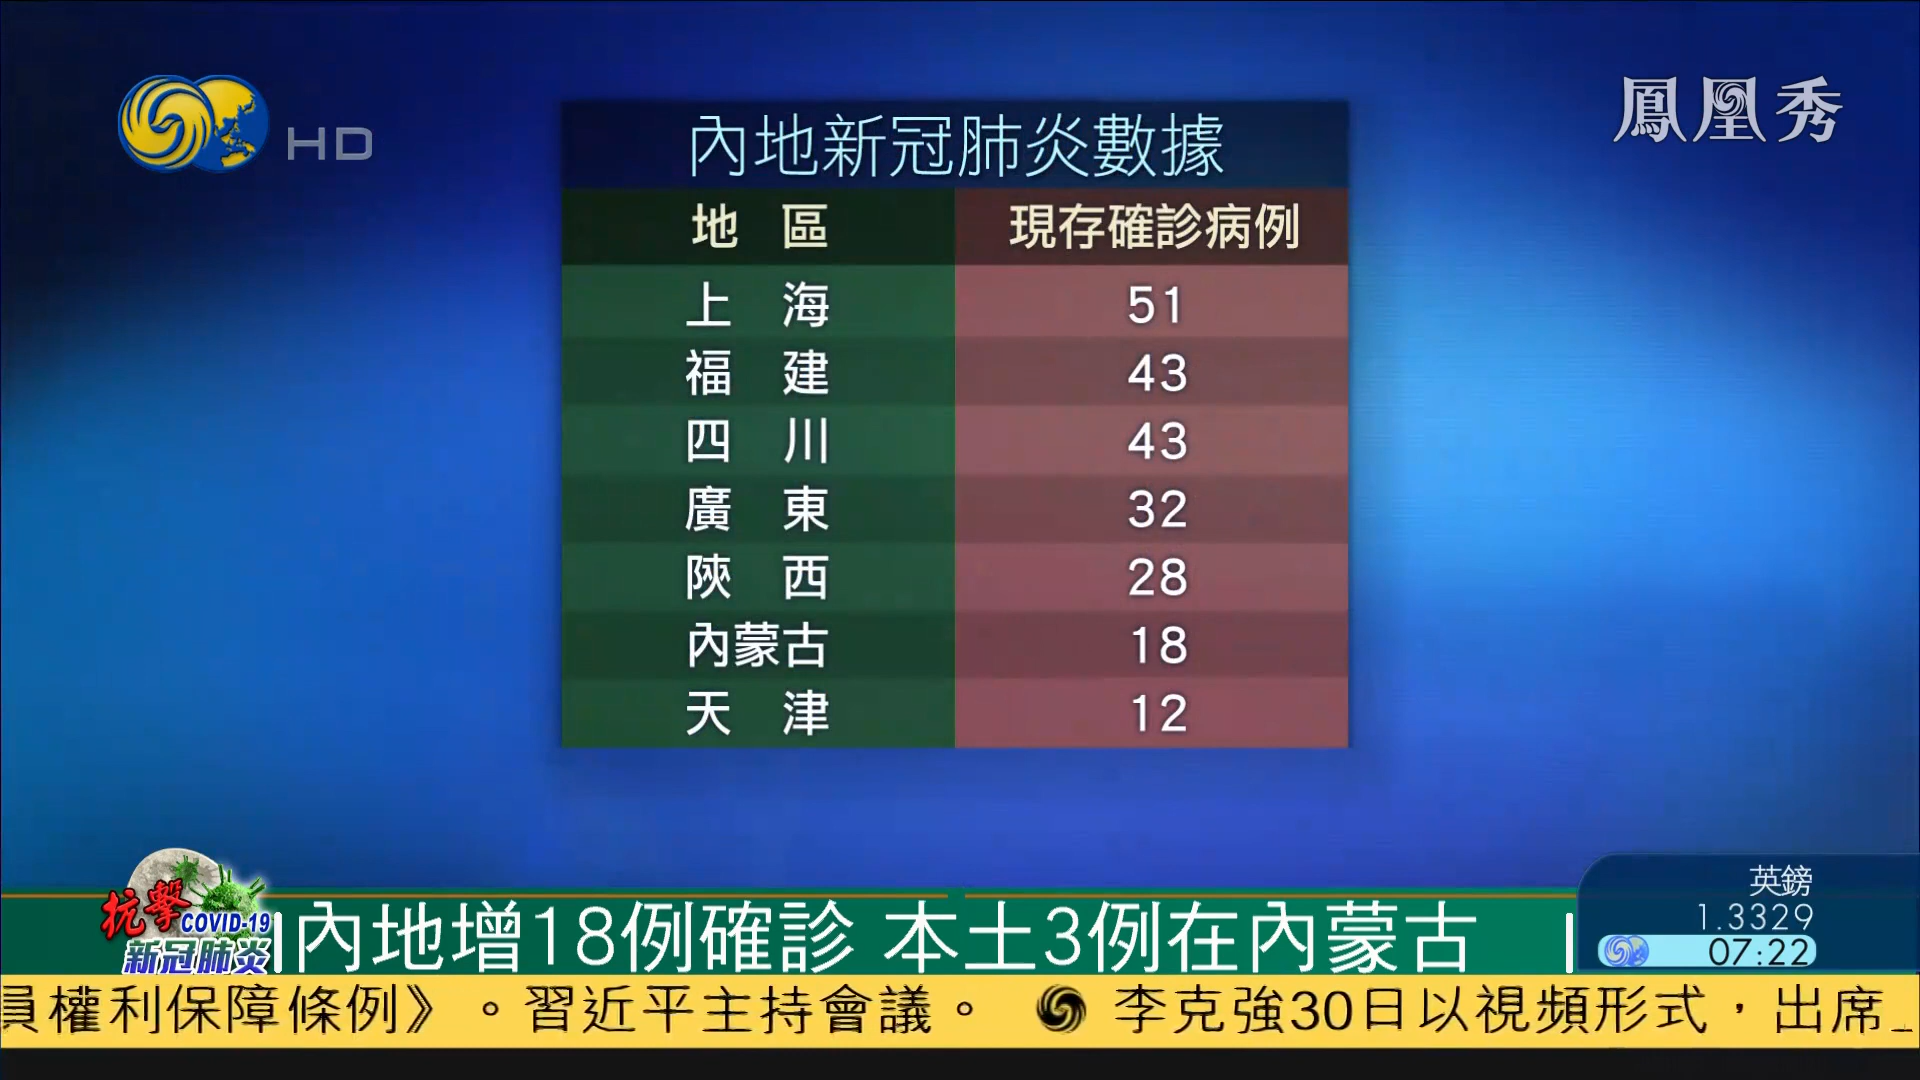 HD
鳳凰秀
內地新冠肺炎數據
地 區 現存確診病例
上 海 51
福 建 43
四 川 43
廣 東 32
陝 西 28
內蒙古 18
天 津 12
抗擊
COVID-19
新冠肺炎
內地增18例確診 本土3例在內蒙古
英鎊
1.3329
07:22
員權利保障條例》。習近平主持會議。 李克強30日以視頻形式，出席